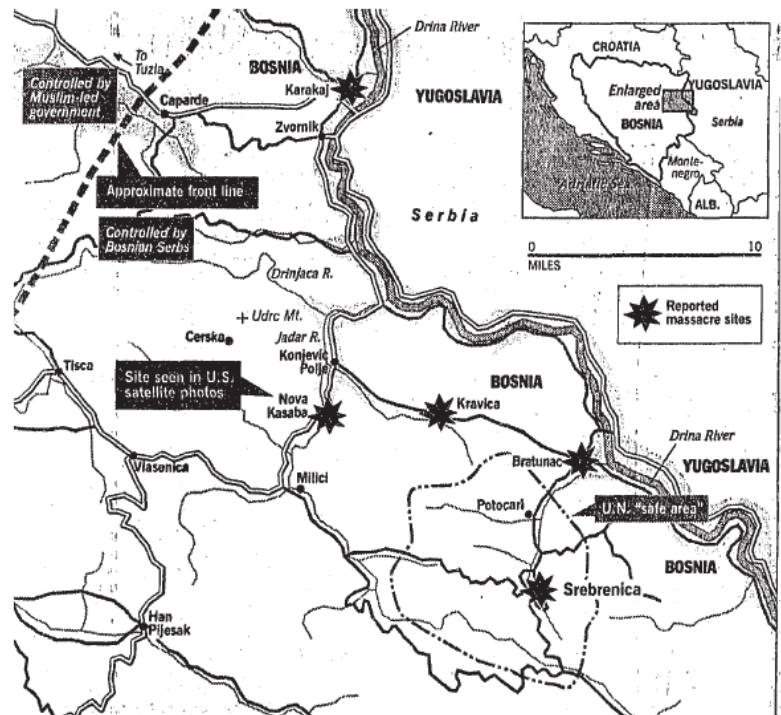 To
Tuzla
BOSNIA
Drina River
Controlled by
Muslim-led
government
Karakaj
Caparde
YUGOSLAVIA
Zvornik
Approximate front line
Serbia
Controlled by
Bosnian Serbs
CROATIA
Enlarged
area
YUGOSLAVIA
BOSNIA
Serbia
Monte-
negro
Adriatic Sea
ALB.
0
10
MILES
Drinjaca R.
Reported
massacre sites
Udrc Mt.
Cerska
Jadar R.
Konjevic
Polje
Tisca
Site seen in U.S.
satellite photos
BOSNIA
Nova
Kasaba
Kravica
Drina River
Vlasenica
Bratunac
YUGOSLAVIA
Milici
Potocari
U.N. "safe area"
BOSNIA
Srebrenica
Han
Pijesak